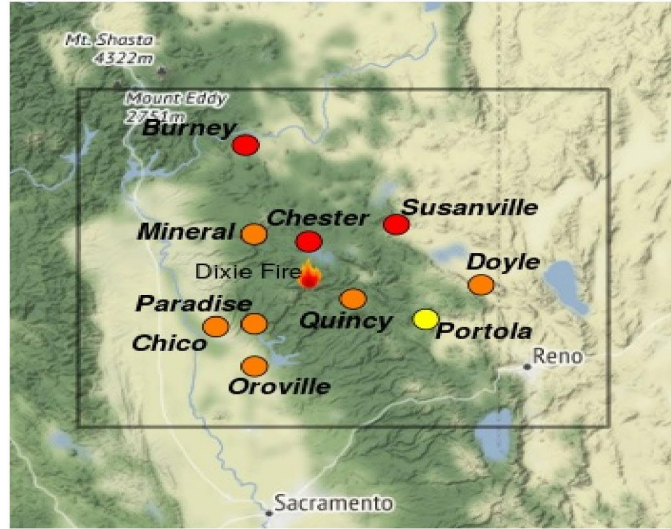 Mt. Shasta
4322m
Mount Eddy
2751m
Burney
Susanville
Chester
Mineral
Doyle
Dixie Fire
Paradise
Quincy
Portola
Chico
Reno
Oroville
Sacramento